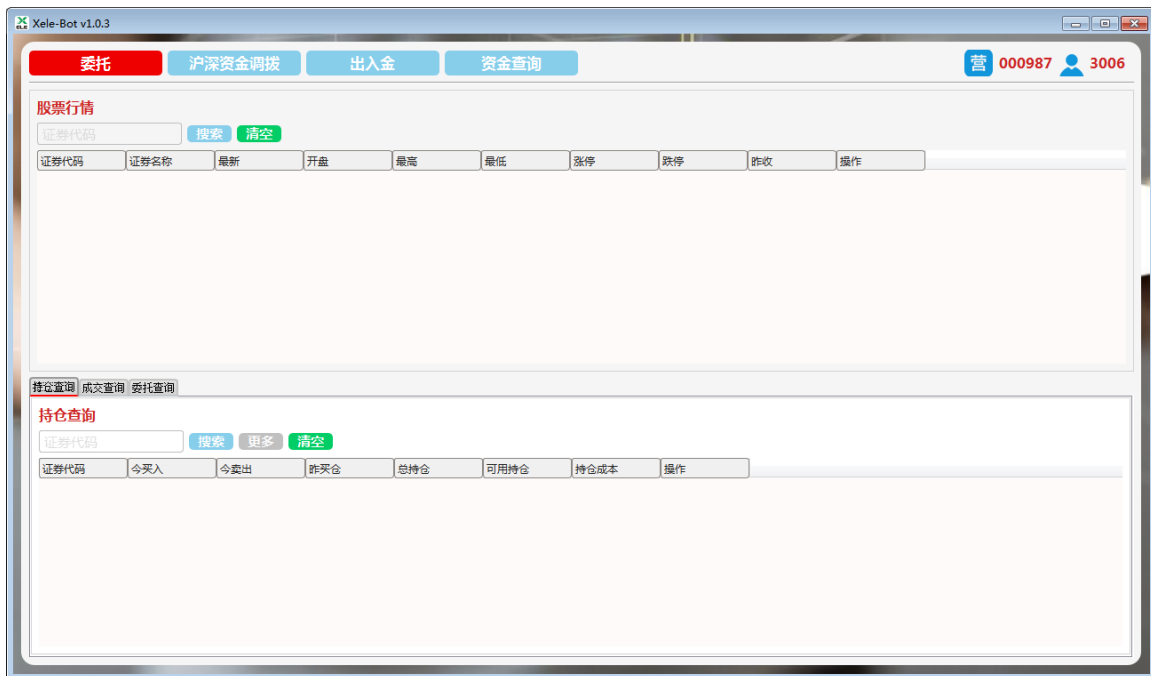 Xele-Bot v1.0.3
委托 沪深资金调拨 出入金 资金查询 营 000987 3006
股票行情
证券代码 搜索 清空
证券代码 证券名称 最新 开盘 最高 最低 涨停 跌停 昨收 操作
持仓查询 成交查询 委托查询
持仓查询
证券代码 搜索 更多 清空
证券代码 今买入 今卖出 昨买仓 总持仓 可用持仓 持仓成本 操作